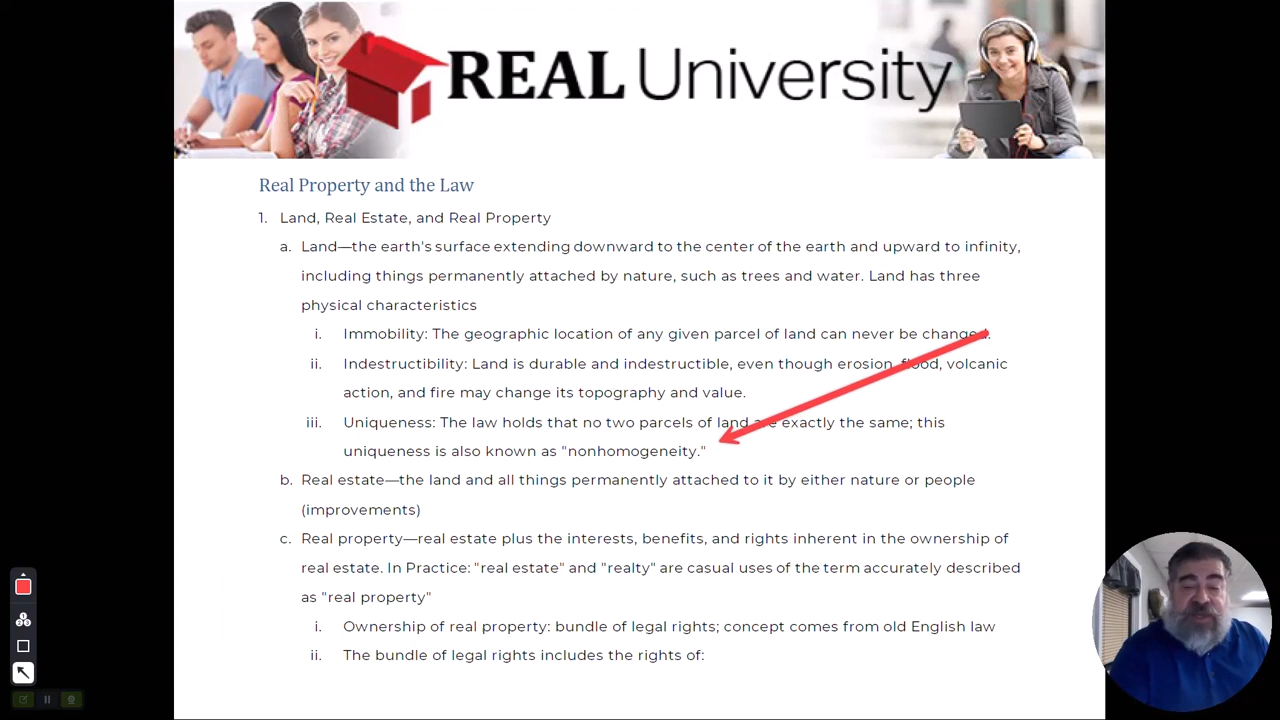 REAL University
Real Property and the Law
1. Land, Real Estate, and Real Property
a. Land—the earth's surface extending downward to the center of the earth and upward to infinity,
including things permanently attached by nature, such as trees and water. Land has three
physical characteristics
i. Immobility: The geographic location of any given parcel of land can never be changed.
ii. Indestructibility: Land is durable and indestructible, even though erosion, flood, volcanic
action, and fire may change its topography and value.
iii. Uniqueness: The law holds that no two parcels of land are exactly the same; this
uniqueness is also known as "nonhomogeneity."
b. Real estate—the land and all things permanently attached to it by either nature or people
(improvements)
c. Real property—real estate plus the interests, benefits, and rights inherent in the ownership of
real estate. In Practice: "real estate" and "realty" are casual uses of the term accurately described
as "real property"
i. Ownership of real property: bundle of legal rights; concept comes from old English law
ii. The bundle of legal rights includes the rights of: